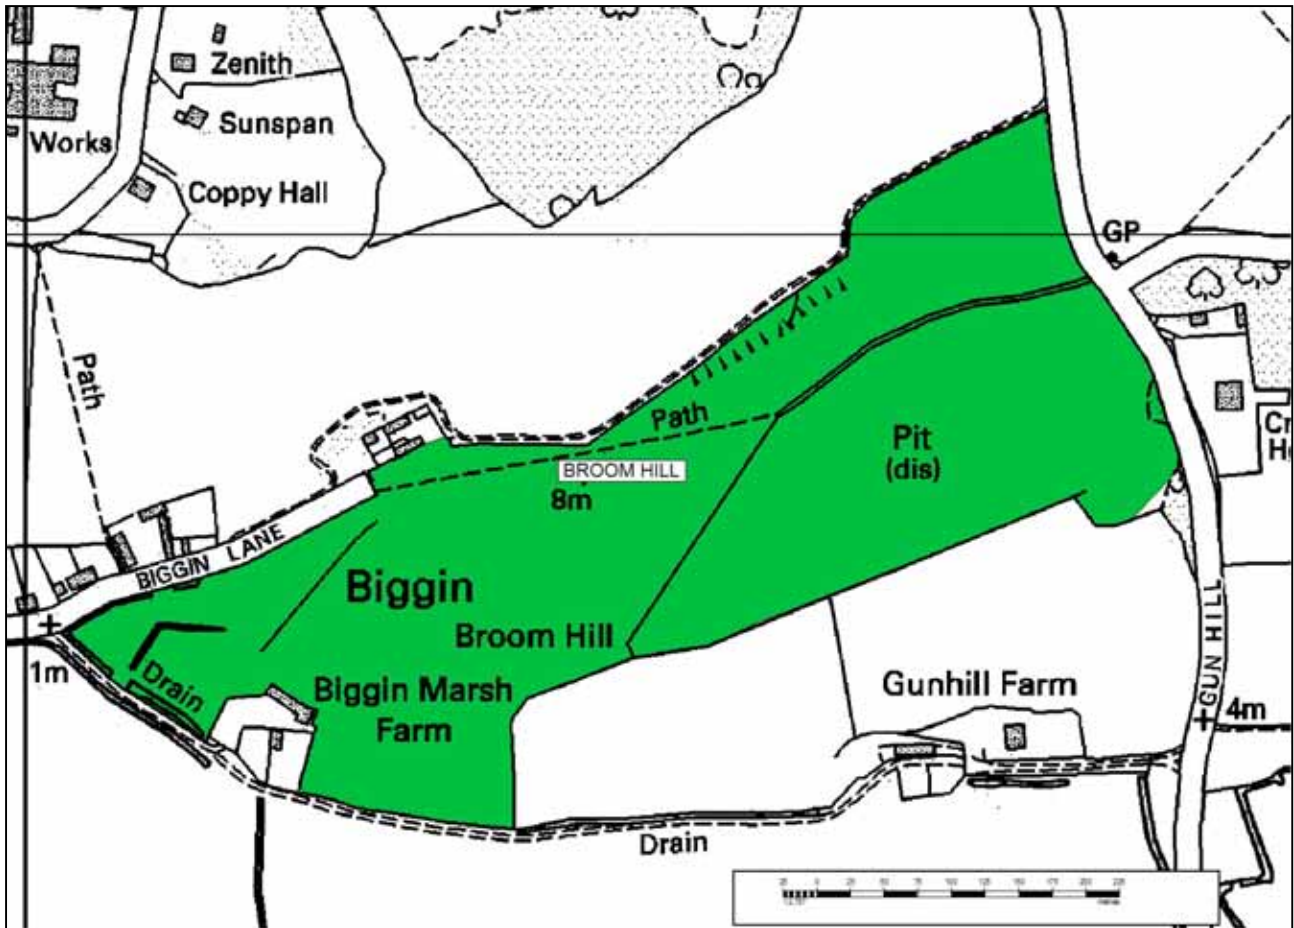 Zenith
Sunspan
Works
Coppy Hall
GP
Path
Path
Pit
(dis)
BROOM HILL
8m
BIGGIN LANE
Biggin
Broom Hill
1m
Drain
Biggin Marsh
Farm
Gunhill Farm
GUN HILL
4m
Drain